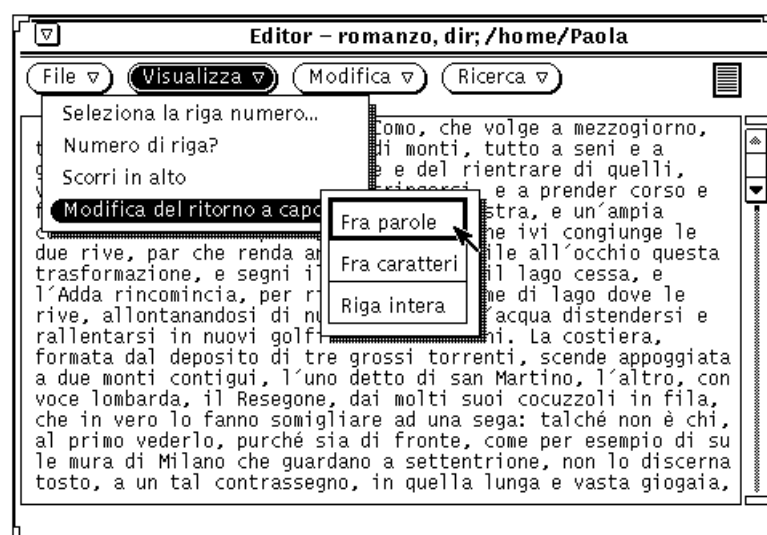 Editor – romanzo, dir; /home/Paola
File Visualizza Modifica Ricerca
Seleziona la riga numero...
Numero di riga?
Scorri in alto
Modifica del ritorno a capo
Fra parole
Fra caratteri
Riga intera
Como, che volge a mezzogiorno,
di monti, tutto a seni e a
e e del rientrare di quelli,
e a prender corso e
stra, e un´ampia
ne ivi congiunge le
due rive, par che renda ile all´occhio questa
trasformazione, e segni il lago cessa, e
l´Adda rincomincia, per me di lago dove le
rive, allontanandosi di ´acqua distendersi e
rallentarsi in nuovi golf ni. La costiera,
formata dal deposito di tre grossi torrenti, scende appoggiata
a due monti contigui, l´uno detto di san Martino, l´altro, con
voce lombarda, il Resegone, dai molti suoi cocuzzoli in fila,
che in vero lo fanno somigliare ad una sega: talché non è chi,
al primo vederlo, purché sia di fronte, come per esempio di su
le mura di Milano che guardano a settentrione, non lo discerna
tosto, a un tal contrassegno, in quella lunga e vasta giogaia,